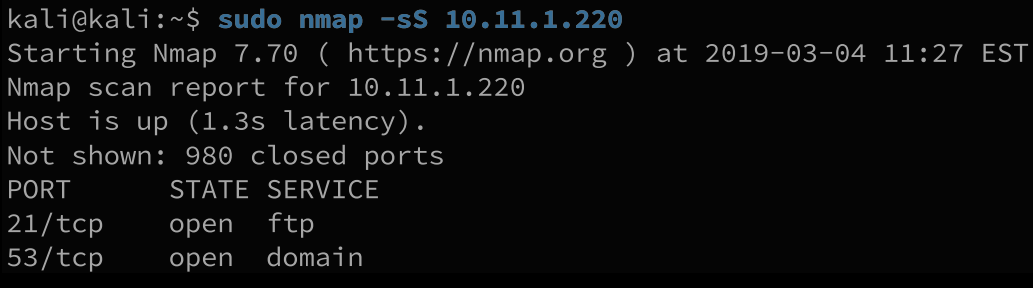 kali@kali:~$ sudo nmap -sS 10.11.1.220
Starting Nmap 7.70 ( https://nmap.org ) at 2019-03-04 11:27 EST
Nmap scan report for 10.11.1.220
Host is up (1.3s latency).
Not shown: 980 closed ports
PORT      STATE SERVICE
21/tcp    open  ftp
53/tcp    open  domain